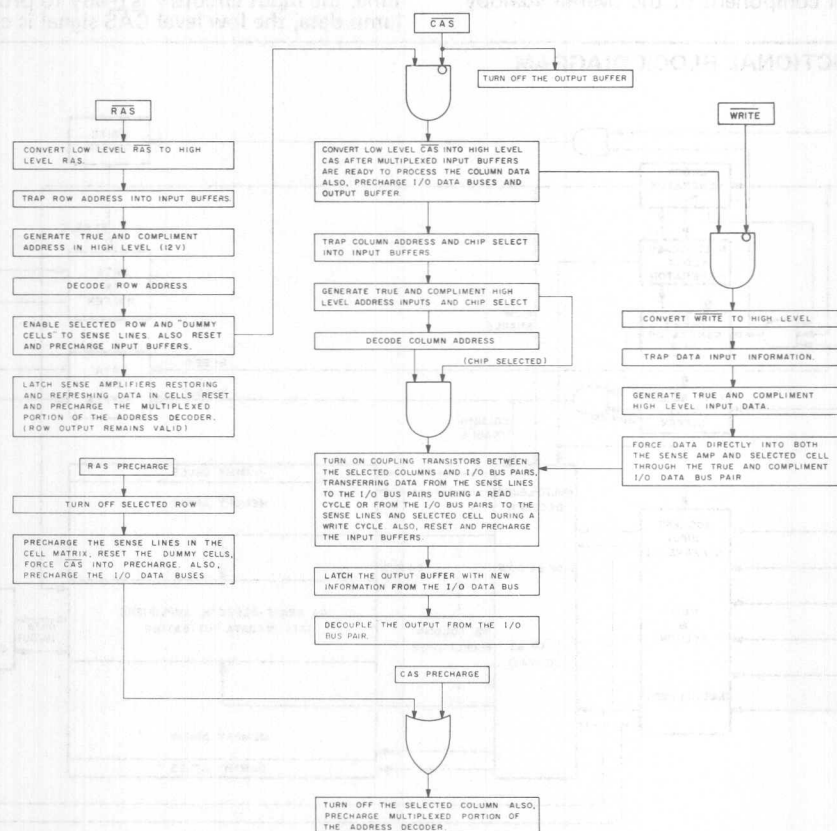 component
CAS
TURN OFF THE OUTPUT BUFFER
RAS
WRITE
CONVERT LOW LEVEL RAS TO HIGH
LEVEL RAS.
TRAP ROW ADDRESS INTO INPUT BUFFERS.
GENERATE TRUE AND COMPLIMENT
ADDRESS IN HIGH LEVEL (12V)
DECODE ROW ADDRESS
ENABLE SELECTED ROW AND "DUMMY
CELLS" TO SENSE LINES. ALSO RESET
AND PRECHARGE INPUT BUFFERS.
LATCH SENSE AMPLIFIERS RESTORING
AND REFRESHING DATA IN CELLS RESET
AND PRECHARGE THE MULTIPLEXED
PORTION OF THE ADDRESS DECODER.
(ROW OUTPUT REMAINS VALID)
RAS PRECHARGE
TURN OFF SELECTED ROW
PRECHARGE THE SENSE LINES IN THE
CELL MATRIX, RESET THE DUMMY CELLS,
FORCE CAS INTO PRECHARGE. ALSO,
PRECHARGE THE I/O DATA BUSES
CONVERT LOW LEVEL CAS INTO HIGH LEVEL
CAS AFTER MULTIPLEXED INPUT BUFFERS
ARE READY TO PROCESS THE COLUMN DATA
ALSO, PRECHARGE I/O DATA BUSES AND
OUTPUT BUFFER.
TRAP COLUMN ADDRESS AND CHIP SELECT
INTO INPUT BUFFERS.
GENERATE TRUE AND COMPLIMENT HIGH
LEVEL ADDRESS INPUTS AND CHIP SELECT
DECODE COLUMN ADDRESS
(CHIP SELECTED)
TURN ON COUPLING TRANSISTORS BETWEEN
THE SELECTED COLUMNS AND I/O BUS PAIRS,
TRANSFERRING DATA FROM THE SENSE LINES
TO THE I/O BUS PAIRS DURING A READ
CYCLE OR FROM THE I/O BUS PAIRS TO THE
SENSE LINES AND SELECTED CELL DURING A
WRITE CYCLE. ALSO, RESET AND PRECHARGE
THE INPUT BUFFERS.
LATCH THE OUTPUT BUFFER WITH NEW
INFORMATION FROM THE I/O DATA BUS
DECOUPLE THE OUTPUT FROM THE I/O
BUS PAIR.
CAS PRECHARGE
TURN OFF THE SELECTED COLUMN ALSO,
PRECHARGE MULTIPLEXED PORTION OF
THE ADDRESS DECODER.
CONVERT WRITE TO HIGH LEVEL
TRAP DATA INPUT INFORMATION.
GENERATE TRUE AND COMPLIMENT
HIGH LEVEL INPUT DATA.
FORCE DATA DIRECTLY INTO BOTH
THE SENSE AMP AND SELECTED CELL
THROUGH THE TRUE AND COMPLIMENT
I/O DATA BUS PAIR